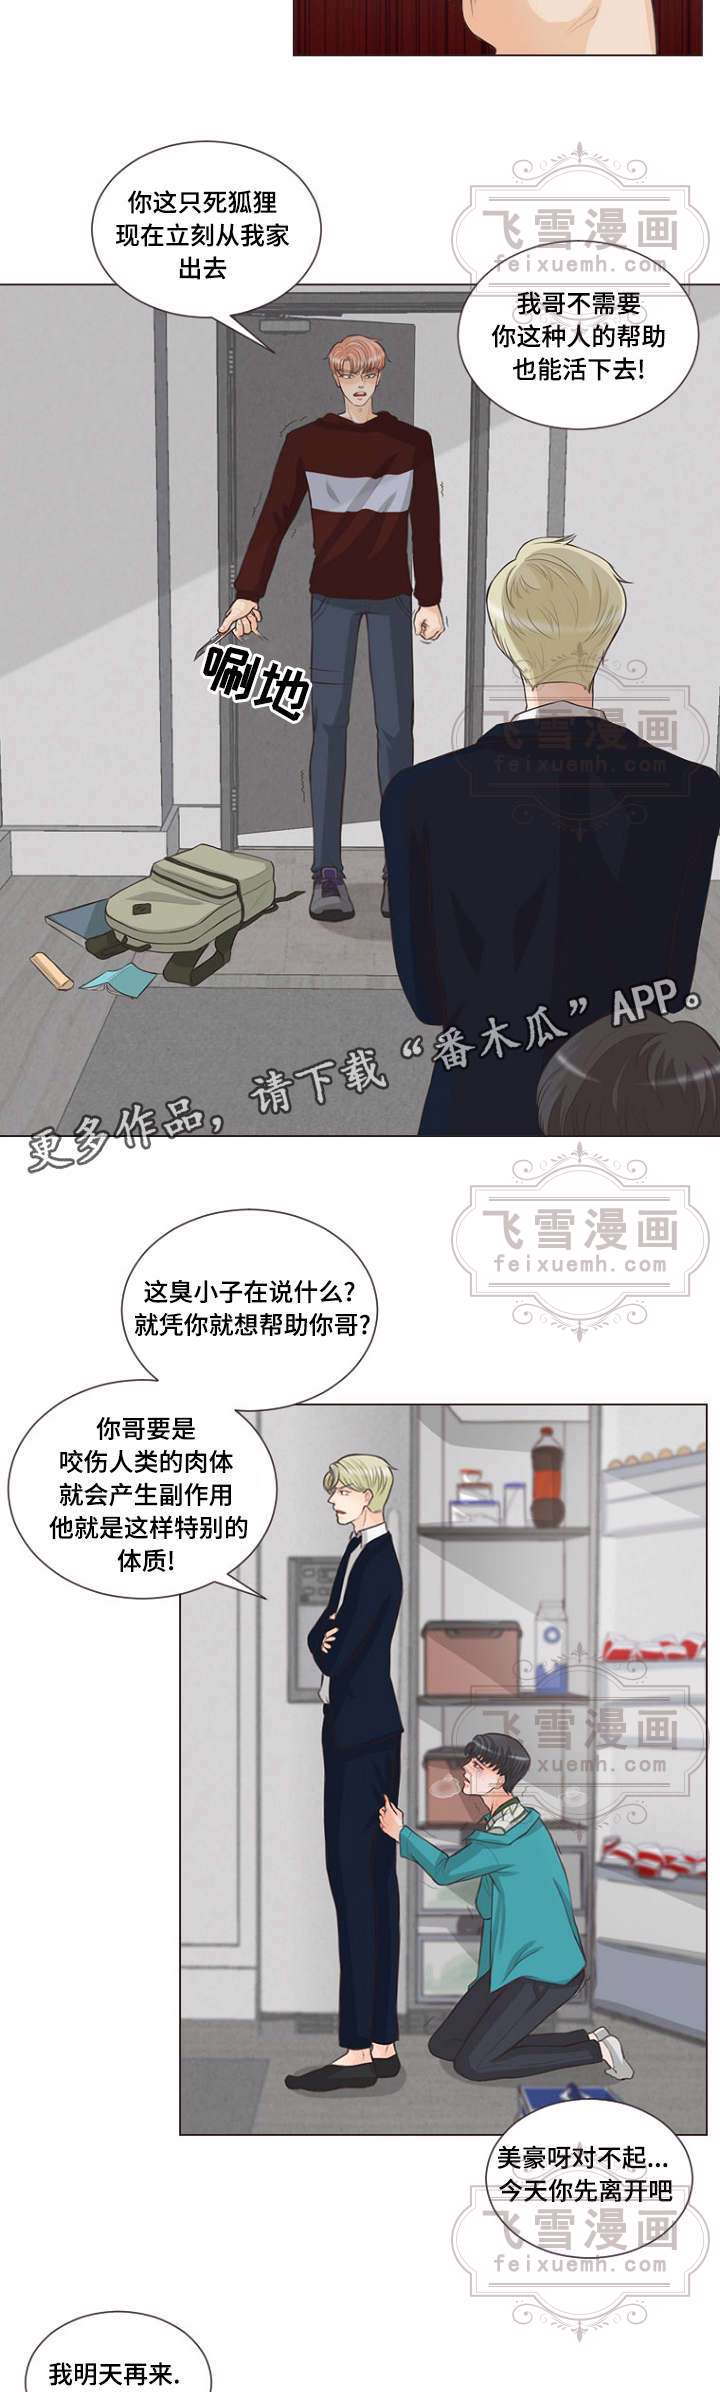 你这只死狐狸
现在立刻从我家
出去
飞雪漫画
feixuemh.com
我哥不需要
你这种人的帮助
也能活下去!
唰地
飞雪漫画
feixuemh.com
更多作品，请下载“番木瓜”APP。
飞雪漫画
feixuemh.com
这臭小子在说什么?
就凭你就想帮助你哥?
你哥要是
咬伤人类的肉体
就会产生副作用
他就是这样特别的
体质!
飞雪漫画
feixuemh.com
美豪呀对不起...
今天你先离开吧
飞雪漫画
feixuemh.com
我明天再来.